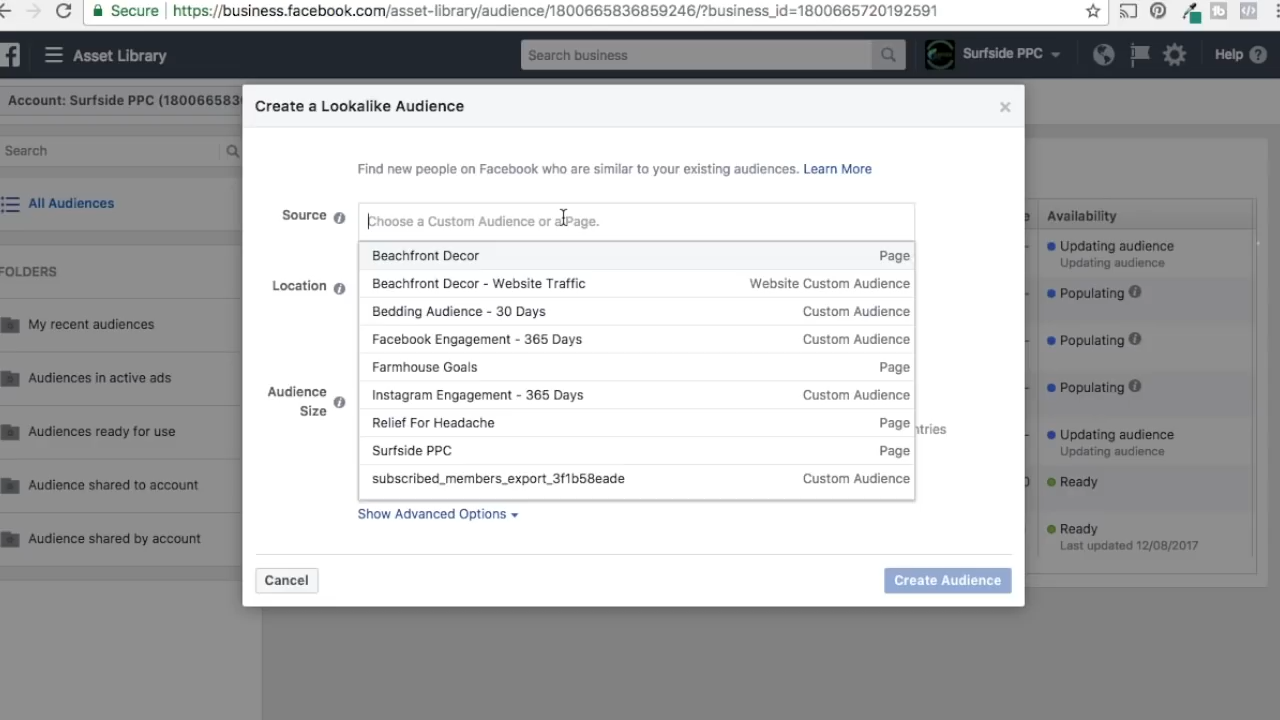 Secure https://business.facebook.com/asset-library/audience/1800665836859246/?business_id=1800665720192591
Asset Library
Search business
Surfside PPC
Help
Account: Surfside PPC (18006658
Search
All Audiences
FOLDERS
My recent audiences
Audiences in active ads
Audiences ready for use
Audience shared to account
Audience shared by account
Create a Lookalike Audience
Find new people on Facebook who are similar to your existing audiences. Learn More
Source
Choose a Custom Audience or a Page.
Beachfront Decor Page
Beachfront Decor - Website Traffic Website Custom Audience
Bedding Audience - 30 Days Custom Audience
Location
Facebook Engagement - 365 Days Custom Audience
Farmhouse Goals Page
Instagram Engagement - 365 Days Custom Audience
Audience
Size
Relief For Headache Page
Surfside PPC Page
subscribed_members_export_3f1b58eade Custom Audience
ntries
Show Advanced Options
Cancel
Create Audience
Availability
Updating audience
Updating audience
Populating
Populating
Populating
Updating audience
Updating audience
Ready
Ready
Last updated 12/08/2017